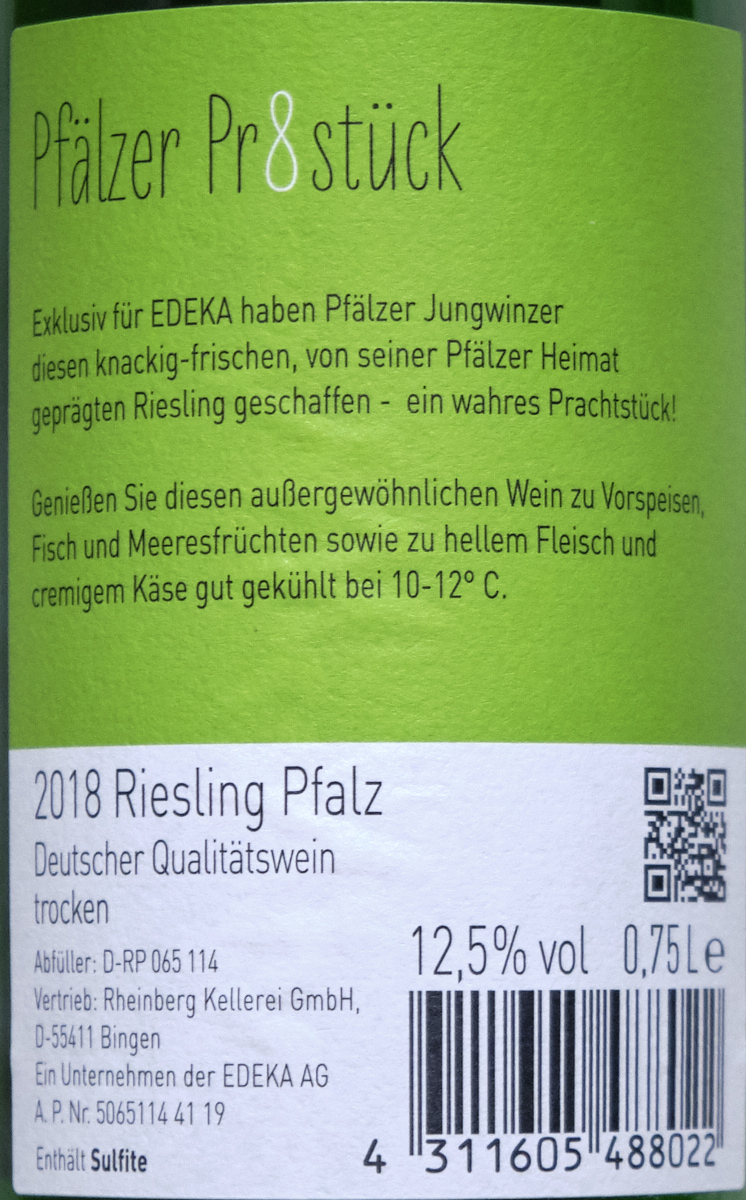 Pfälzer Pr8stück
Exklusiv für EDEKA haben Pfälzer Jungwinzer
diesen knackig-frischen, von seiner Pfälzer Heimat
geprägten Riesling geschaffen - ein wahres Prachtstück!
Genießen Sie diesen außergewöhnlichen Wein zu Vorspeisen,
Fisch und Meeresfrüchten sowie zu hellem Fleisch und
cremigem Käse gut gekühlt bei 10-12° C.
2018 Riesling Pfalz
Deutscher Qualitätswein
trocken
Abfüller: D-RP 065 114
Vertrieb: Rheinberg Kellerei GmbH,
D-55411 Bingen
Ein Unternehmen der EDEKA AG
A. P. Nr. 5065114 41 19
Enthält Sulfite
12,5% vol 0,75 L e
4 311605 488022